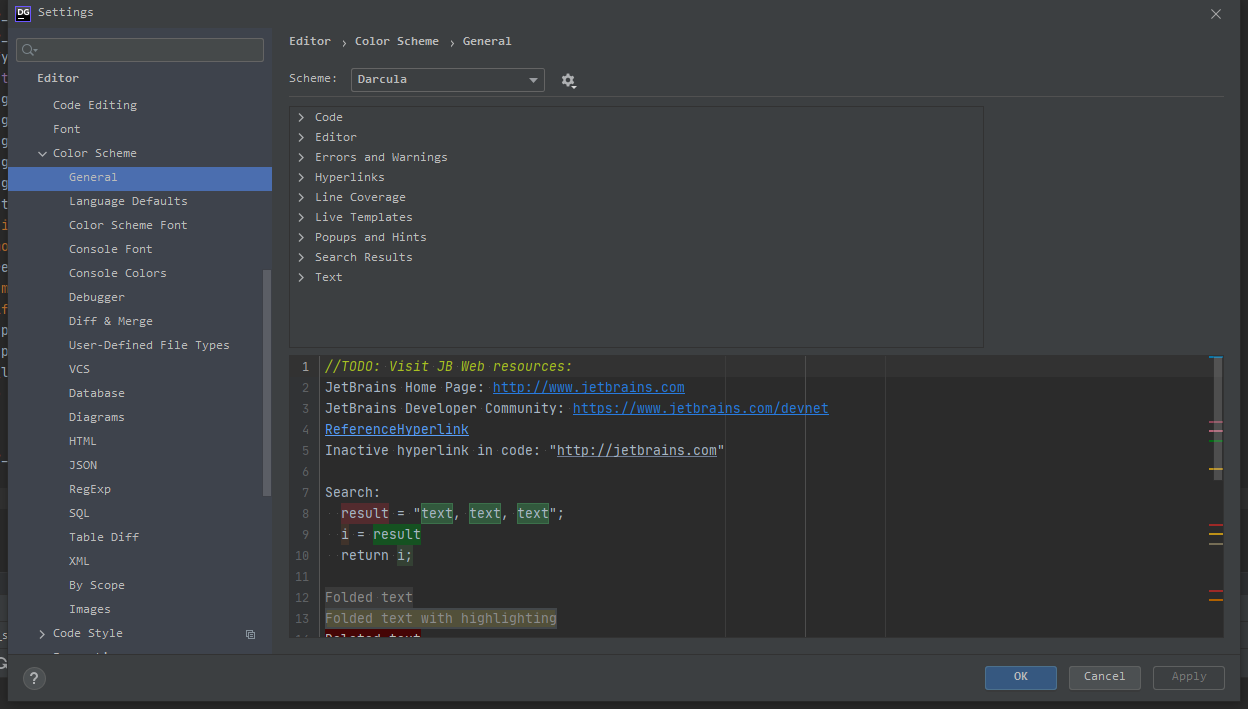 DG Settings
Editor
Code Editing
Font
Color Scheme
General
Language Defaults
Color Scheme Font
Console Font
Console Colors
Debugger
Diff & Merge
User-Defined File Types
VCS
Database
Diagrams
HTML
JSON
RegExp
SQL
Table Diff
XML
By Scope
Images
Code Style
Editor › Color Scheme › General
Scheme: Darcula
Code
Editor
Errors and Warnings
Hyperlinks
Line Coverage
Live Templates
Popups and Hints
Search Results
Text
1 //TODO: Visit JB Web resources:
2 JetBrains Home Page: http://www.jetbrains.com
3 JetBrains Developer Community: https://www.jetbrains.com/devnet
4 ReferenceHyperlink
5 Inactive hyperlink in code: "http://jetbrains.com"
6
7 Search:
8 result = "text, text, text";
9 i = result
10 return i;
11
12 Folded text
13 Folded text with highlighting
14 Deleted text
? OK Cancel Apply